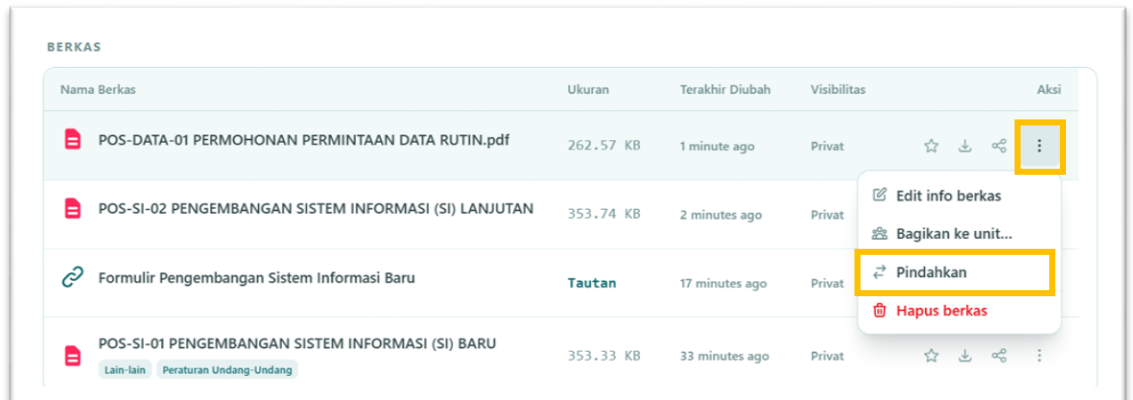 BERKAS
Nama Berkas Ukuran Terakhir Diubah Visibilitas Aksi
POS-DATA-01 PERMOHONAN PERMINTAAN DATA RUTIN.pdf 262.57 KB 1 minute ago Privat
Edit info berkas
POS-SI-02 PENGEMBANGAN SISTEM INFORMASI (SI) LANJUTAN 353.74 KB 2 minutes ago Privat
Bagikan ke unit...
Pindahkan
Formulir Pengembangan Sistem Informasi Baru Tautan 17 minutes ago Privat
Hapus berkas
POS-SI-01 PENGEMBANGAN SISTEM INFORMASI (SI) BARU 353.33 KB 33 minutes ago Privat
Lain-lain Peraturan Undang-Undang